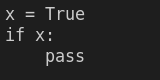 x = True
if x:
    pass